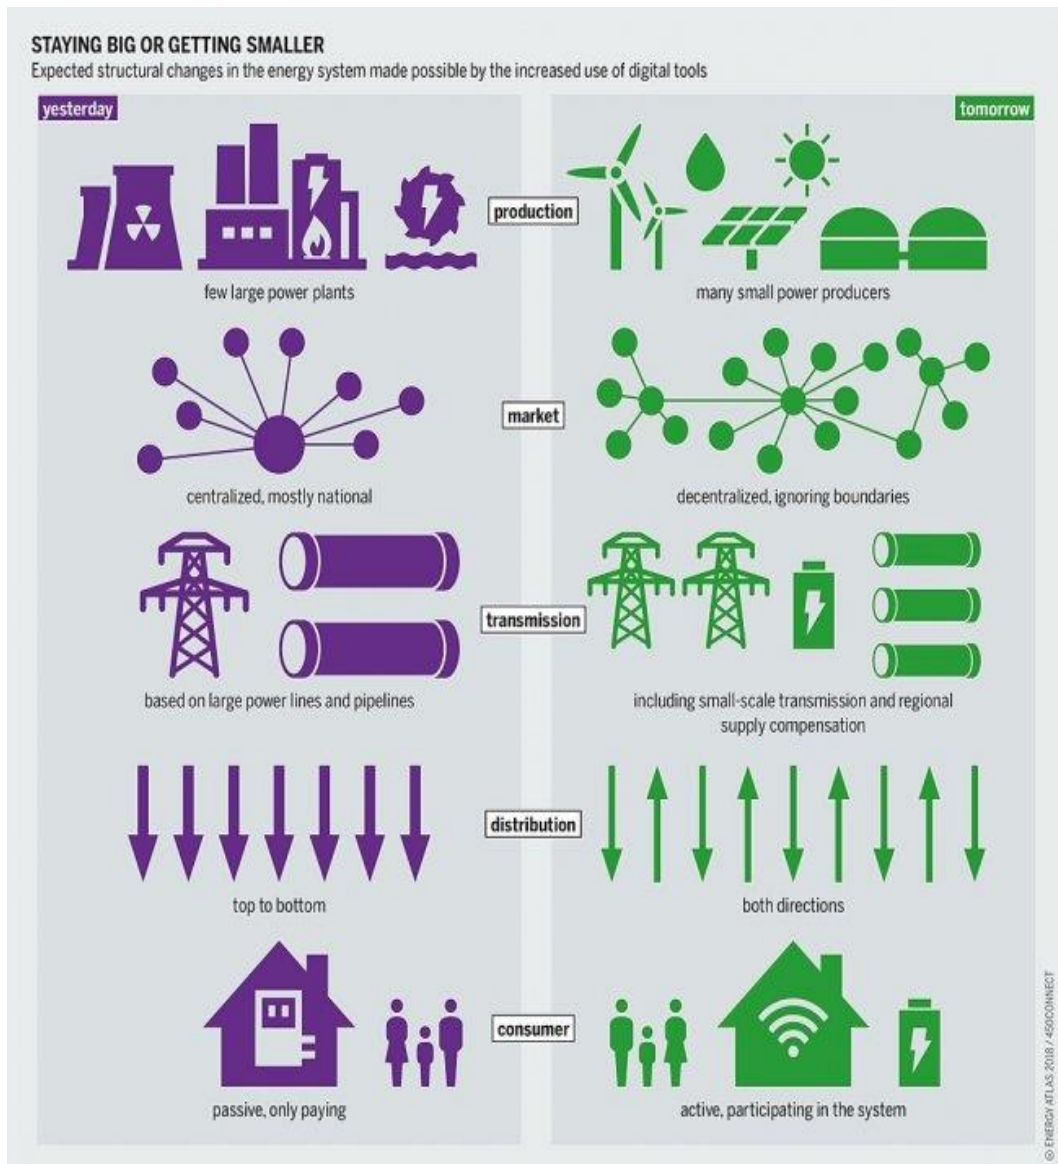 STAYING BIG OR GETTING SMALLER
Expected structural changes in the energy system made possible by the increased use of digital tools
yesterday
tomorrow
production
few large power plants
many small power producers
market
centralized, mostly national
decentralized, ignoring boundaries
transmission
based on large power lines and pipelines
including small-scale transmission and regional
supply compensation
distribution
top to bottom
both directions
consumer
passive, only paying
active, participating in the system
© ENERGY ATLAS 2018 / 450CONNECT